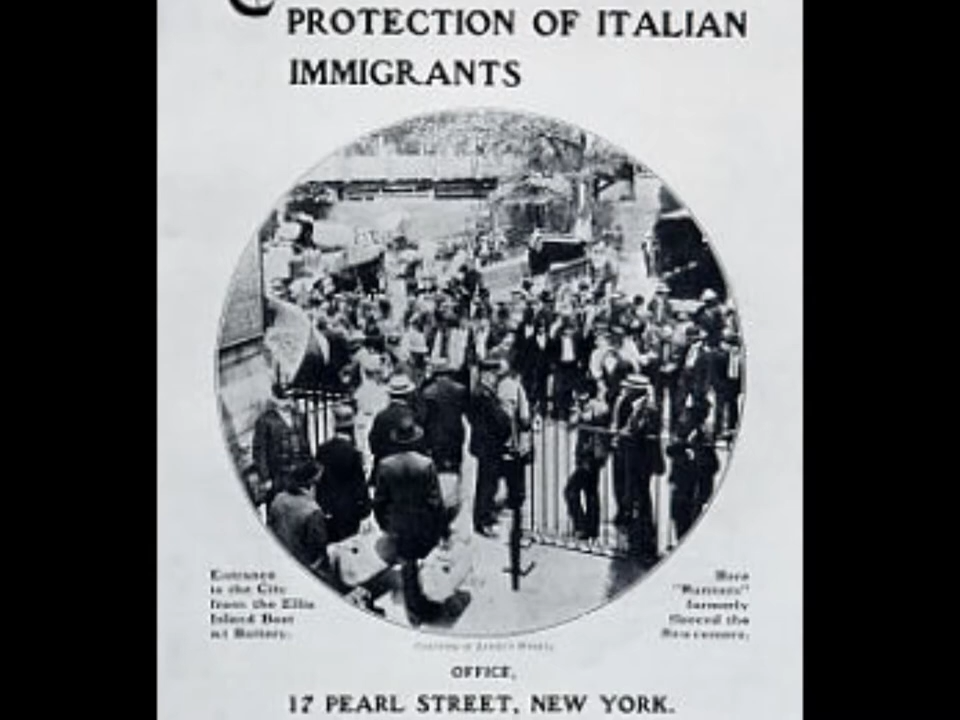 PROTECTION OF ITALIAN
IMMIGRANTS
Entrance
to the City
from the Ellis
Island Boat
at Battery.
Here
"Runners"
formerly
fleeced the
Newcomers.
OFFICE,
17 PEARL STREET, NEW YORK.